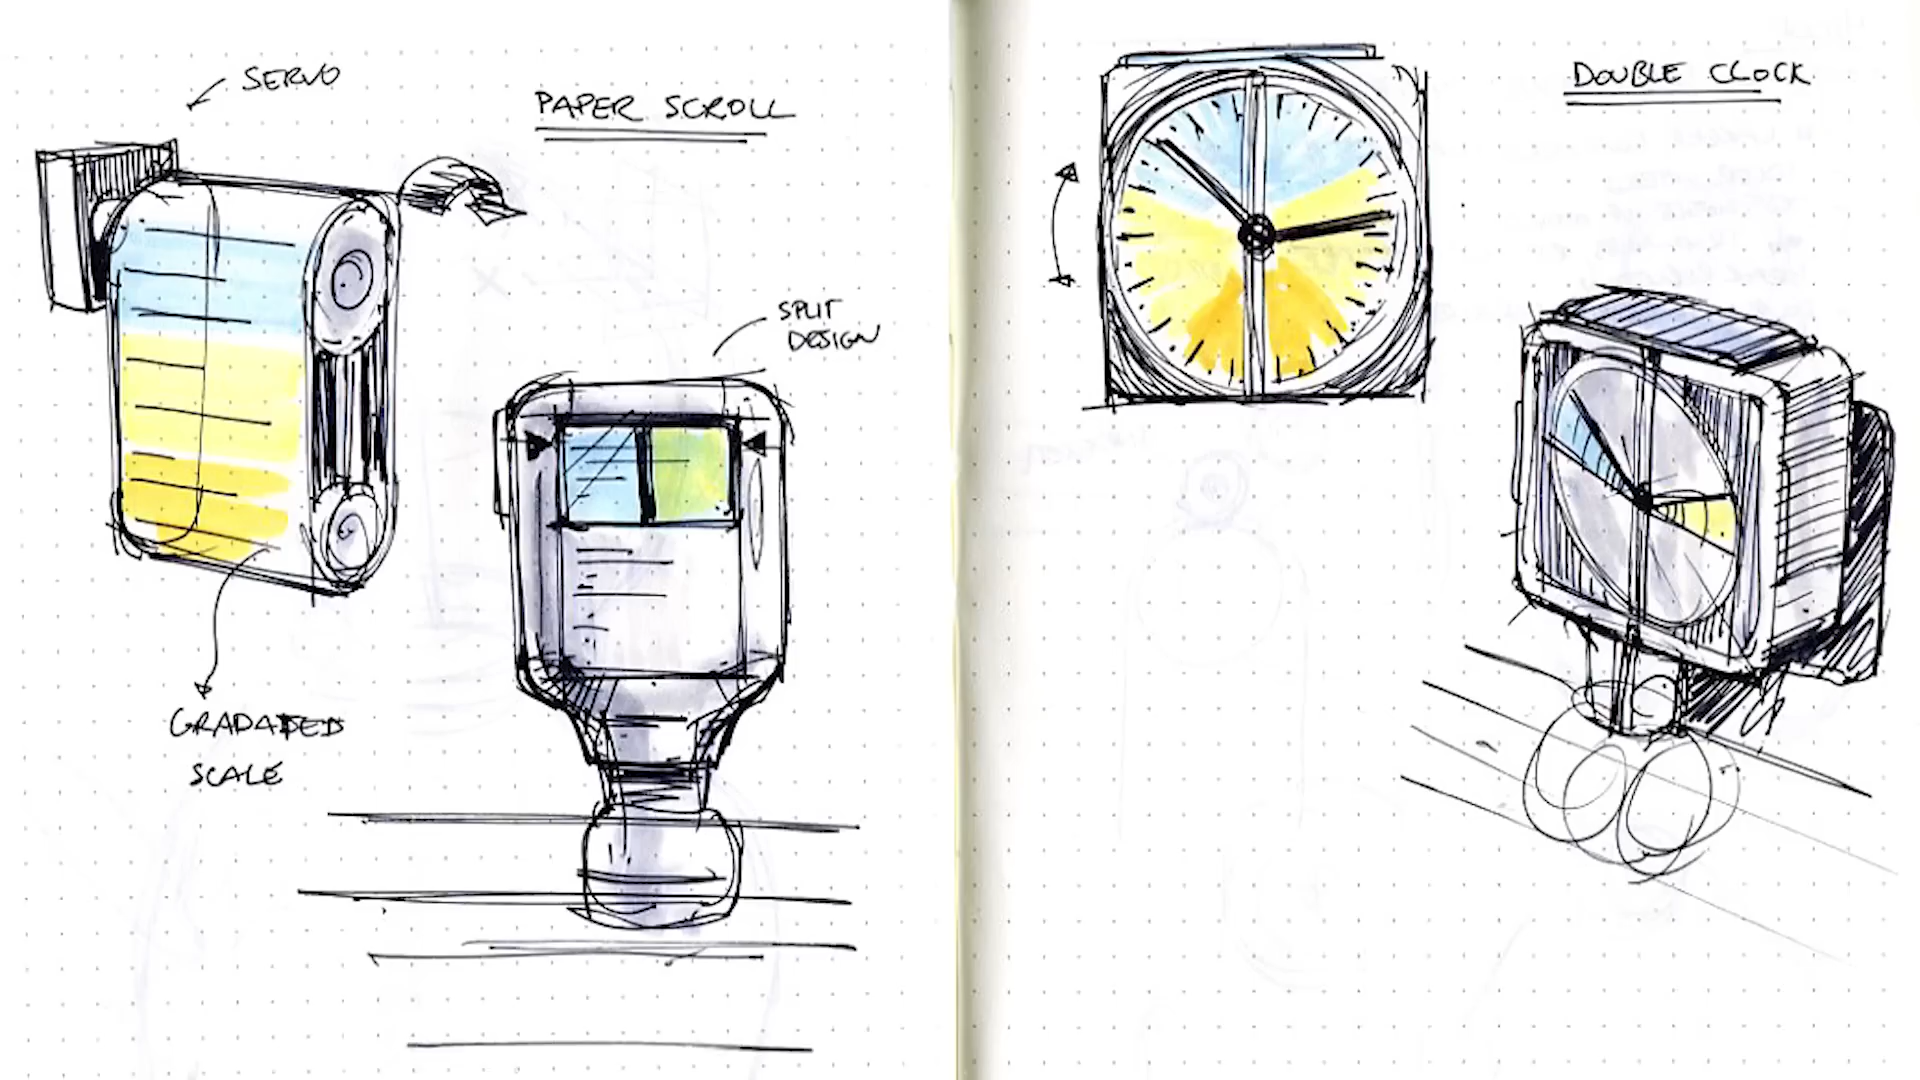 SERVO
PAPER SCROLL
SPLIT
DESIGN
GRADATED
SCALE
DOUBLE CLOCK